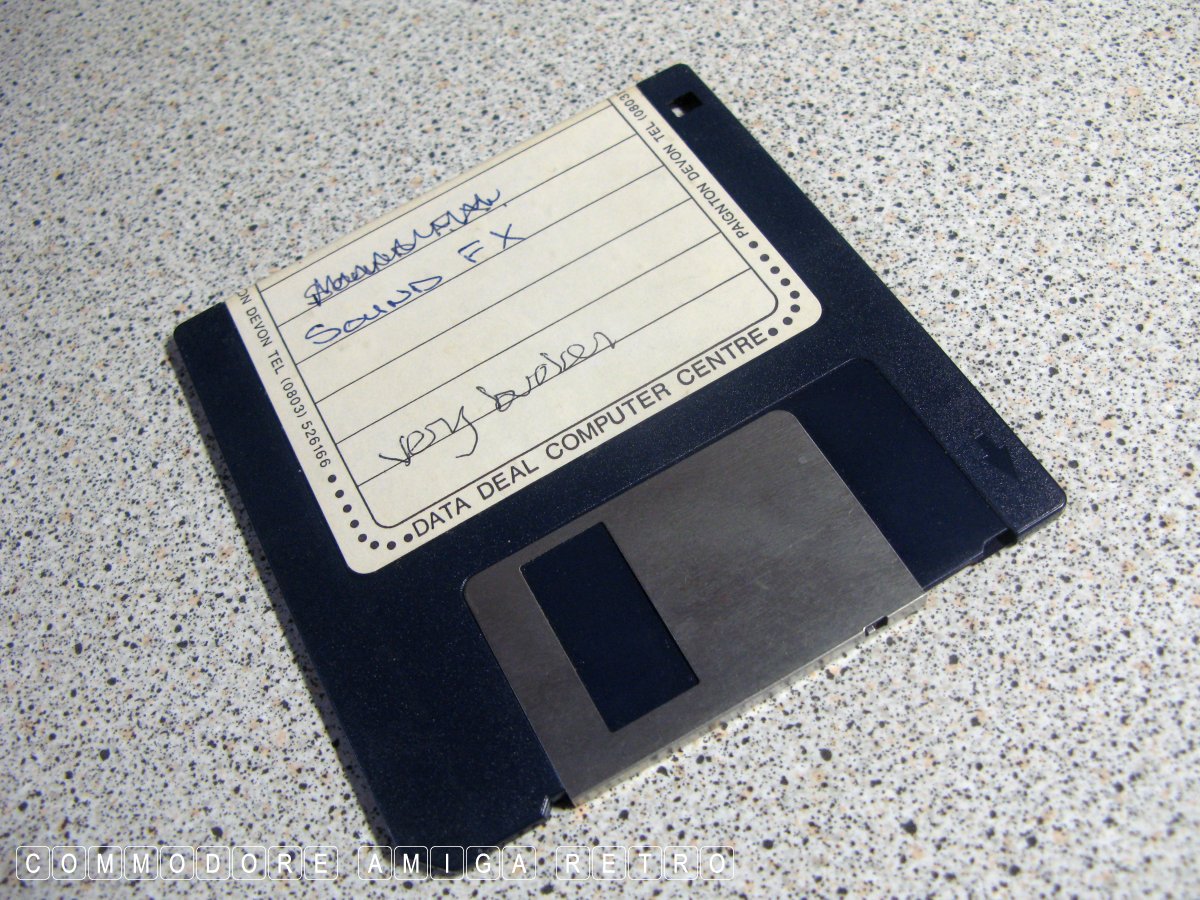 PAIGNTON DEVON TEL (0803)
SOUND FX
very
ON DEVON TEL (0803) 526166
DATA DEAL COMPUTER CENTRE
COMMODORE AMIGA RETRO